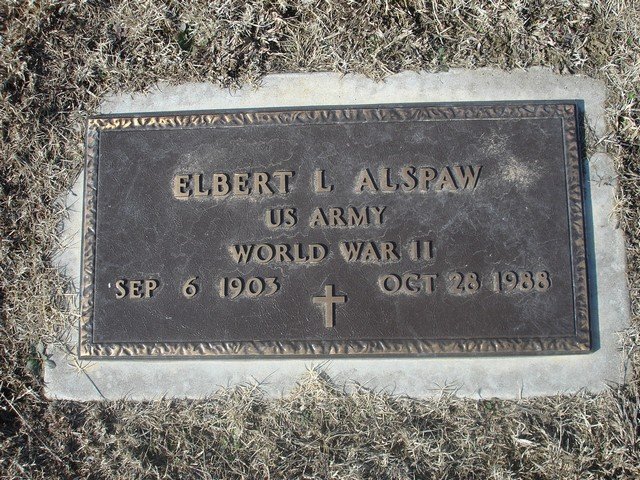 ELBERT L ALSPAW
US ARMY
WORLD WAR II
SEP 6 1903 OCT 28 1988